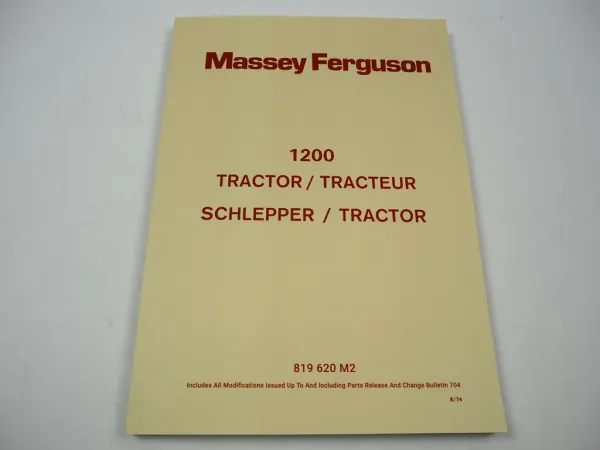 Massey Ferguson
1200
TRACTOR / TRACTEUR
SCHLEPPER / TRACTOR
819 620 M2
Includes All Modifications Issued Up To And Including Parts Release And Change Bulletin 704
6/74